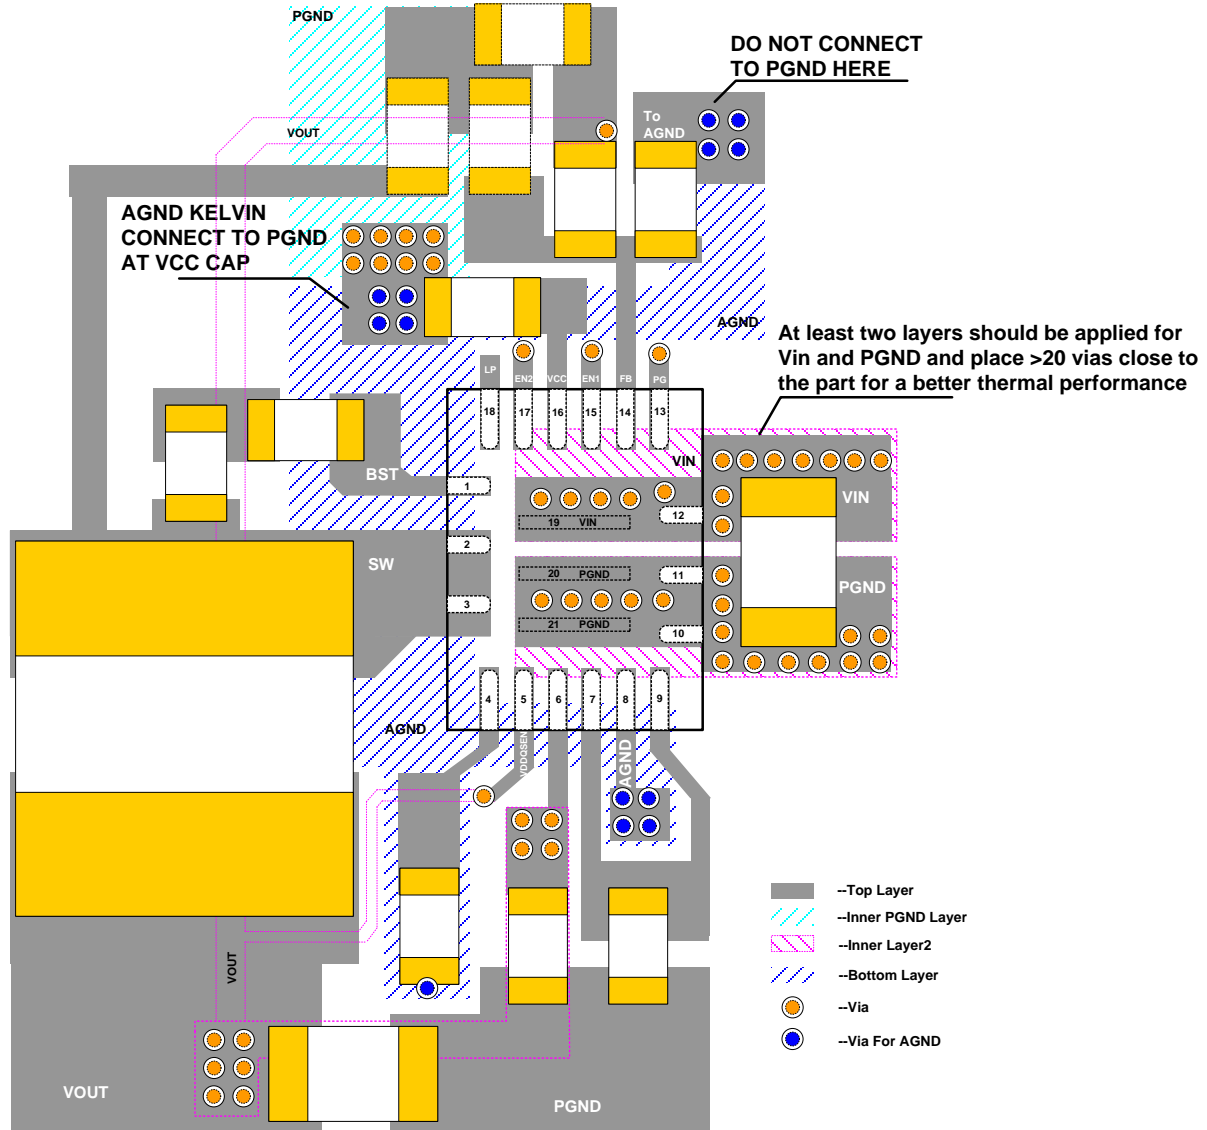 PGND
DO NOT CONNECT
TO PGND HERE
To
AGND
VOUT
AGND KELVIN
CONNECT TO PGND
AT VCC CAP
AGND
At least two layers should be applied for
Vin and PGND and place >20 vias close to
the part for a better thermal performance
LP
EN2
VCC
EN1
FB
PG
18
17
16
15
14
13
VIN
BST
1
VIN
12
19 VIN
2
SW
20 PGND
11
PGND
3
21 PGND
10
4
5
6
7
8
9
AGND
VDDQSEN
AGND
--Top Layer
--Inner PGND Layer
--Inner Layer2
--Bottom Layer
--Via
--Via For AGND
VOUT
VOUT
PGND